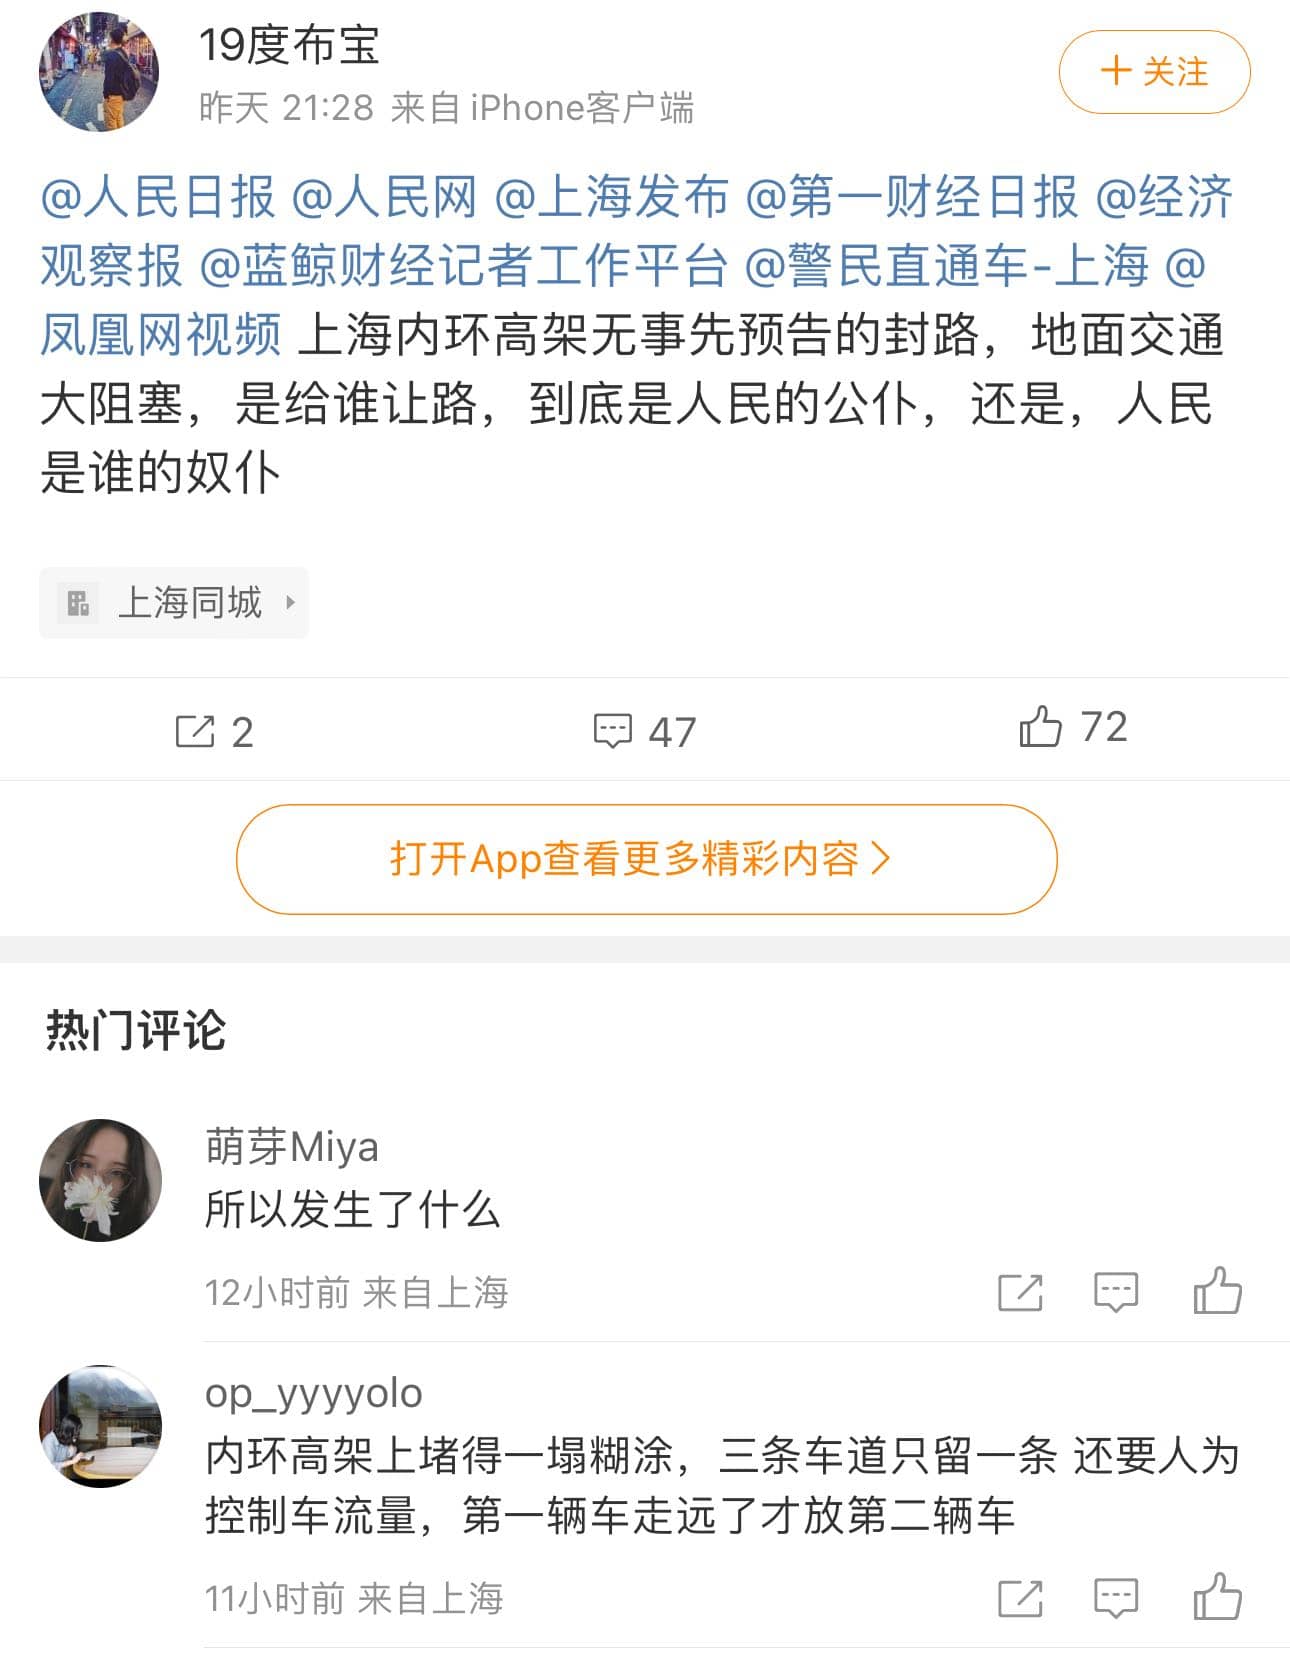 19度布宝
昨天 21:28 来自 iPhone客户端
+ 关注
@人民日报 @人民网 @上海发布 @第一财经日报 @经济
观察报 @蓝鲸财经记者工作平台 @警民直通车-上海 @
凤凰网视频 上海内环高架无事先预告的封路，地面交通
大阻塞，是给谁让路，到底是人民的公仆，还是，人民
是谁的奴仆
上海同城
2
47
72
打开App查看更多精彩内容
热门评论
萌芽Miya
所以发生了什么
12小时前 来自上海
op_yyyyolo
内环高架上堵得一塌糊涂，三条车道只留一条 还要人为
控制车流量，第一辆车走远了才放第二辆车
11小时前 来自上海